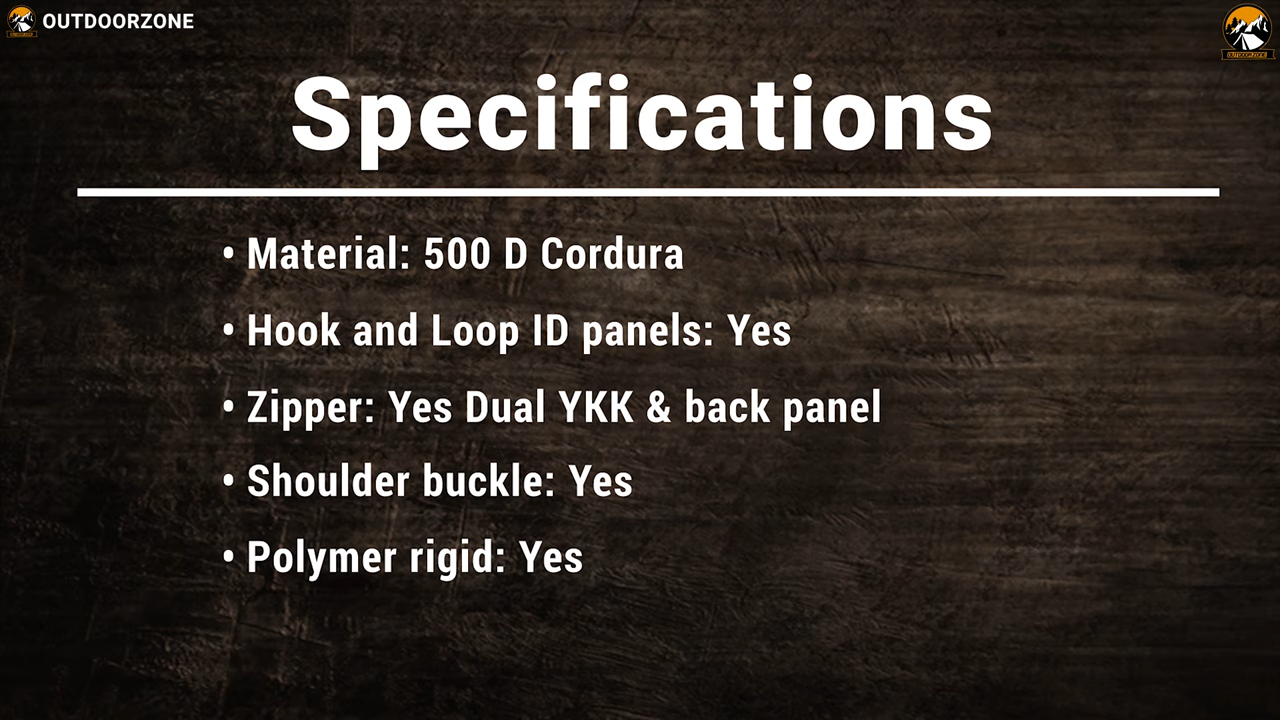 OUTDOORZONE
OUTDOORZONE
Specifications
• Material: 500 D Cordura
• Hook and Loop ID panels: Yes
• Zipper: Yes Dual YKK & back panel
• Shoulder buckle: Yes
• Polymer rigid: Yes